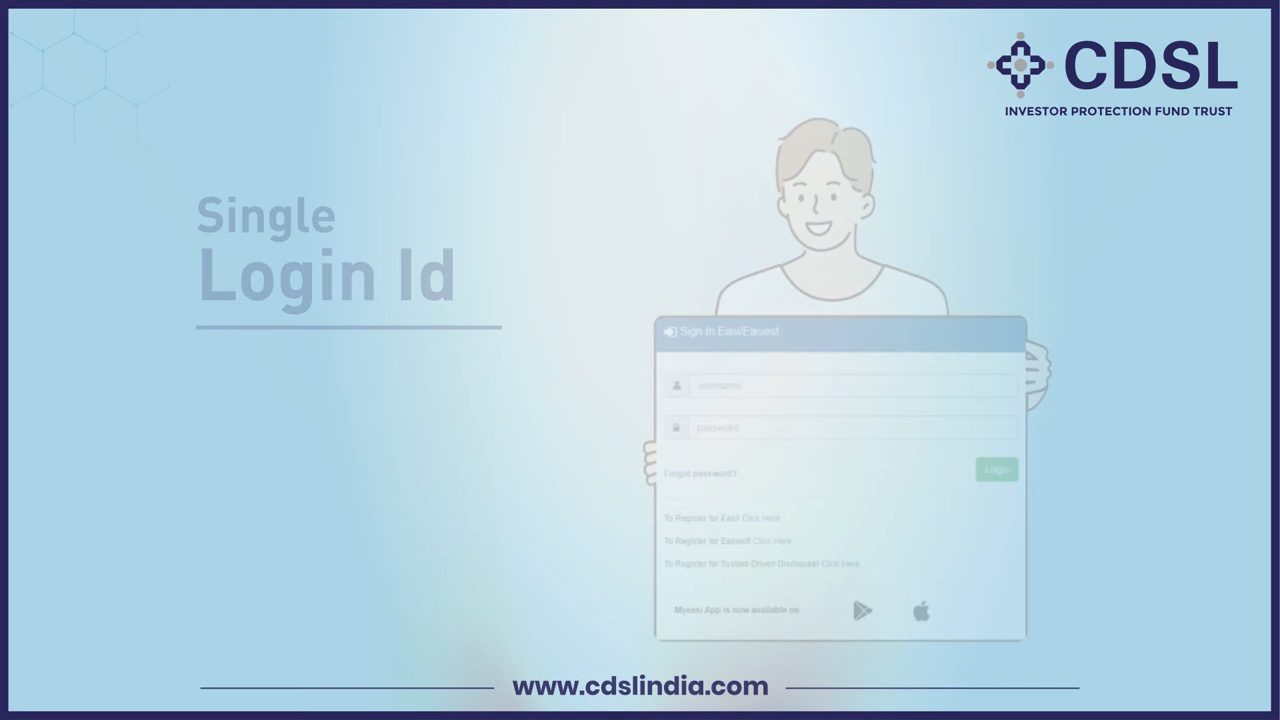 CDSL
INVESTOR PROTECTION FUND TRUST
Single
Login Id
Sign In Easi/Easiest
username
password
Forgot password?
Login
To Register for Easi! Click Here
To Register for Easiest! Click Here
To Register for System Driven Disclosure! Click Here
Myeasi App is now available on
www.cdslindia.com